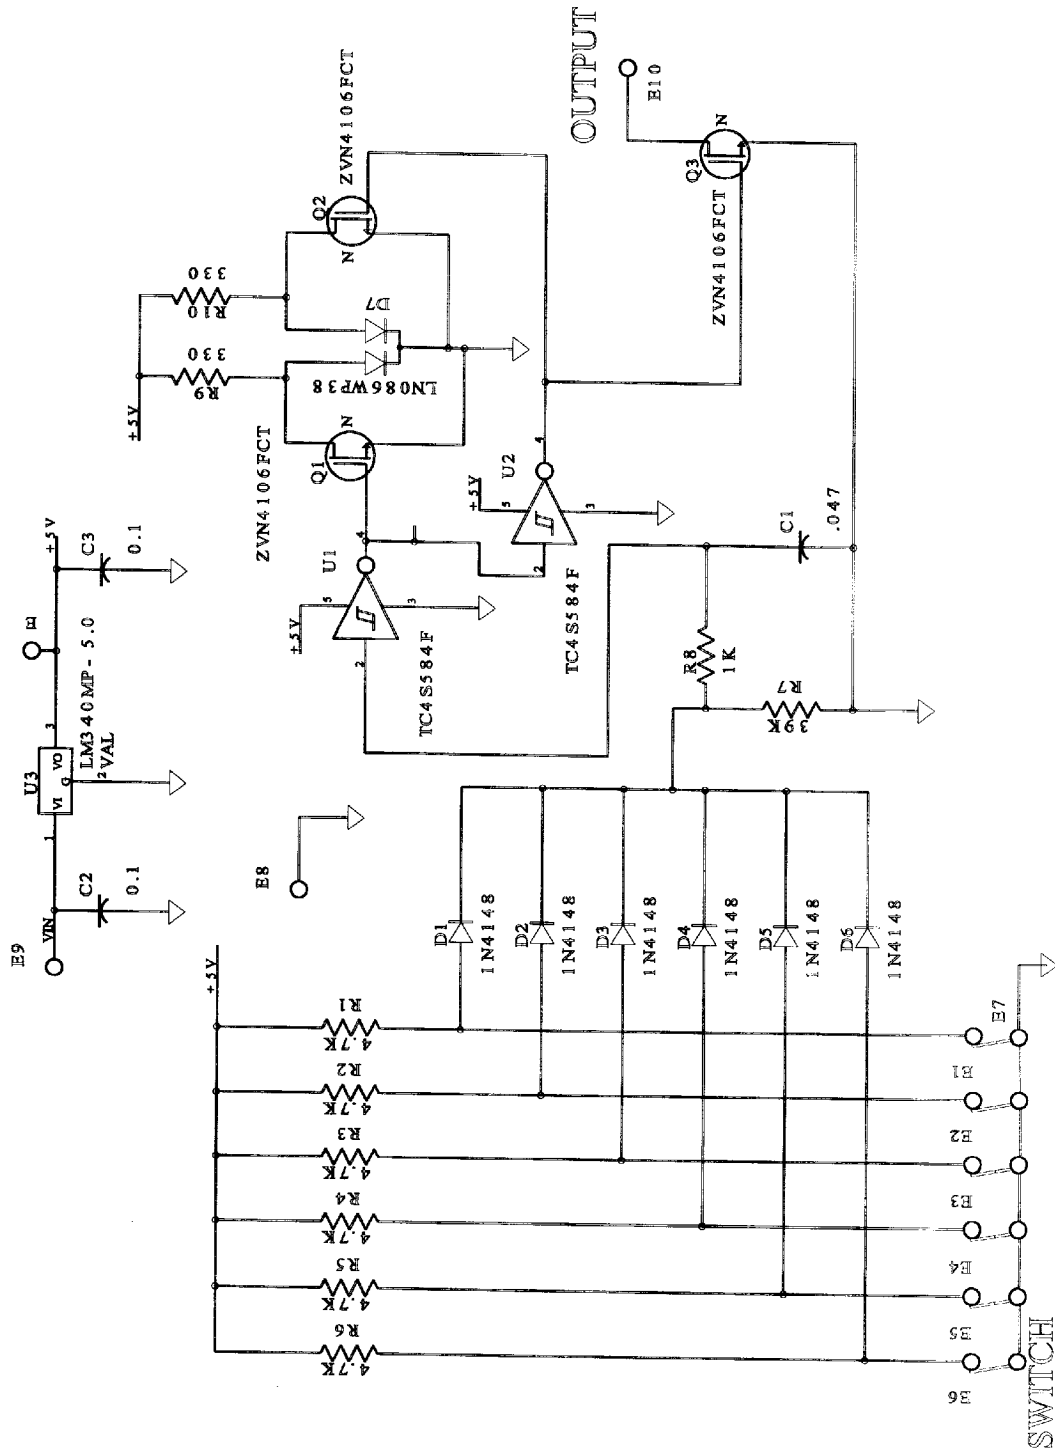 E9
VIN
C2
0.1
1
U3
VI
VO
G
2
3
LM340MP-5.0
VAL
E
+5V
C3
0.1
+5V
R9
330
R10
330
ZVN4106FCT
Q1
N
LN086WP38
D7
Q2
N
ZVN4106FCT
U1
+5V
5
4
2
3
TC4S584F
U2
+5V
5
4
2
3
TC4S584F
OUTPUT
E10
Q3
N
ZVN4106FCT
C1
.047
R8
1K
R7
39K
E8
+5V
R1
4.7K
R2
4.7K
R3
4.7K
R4
4.7K
R5
4.7K
R6
4.7K
D1
1N4148
D2
1N4148
D3
1N4148
D4
1N4148
D5
1N4148
D6
1N4148
E7
E1
E2
E3
E4
E5
E6
SWITCH